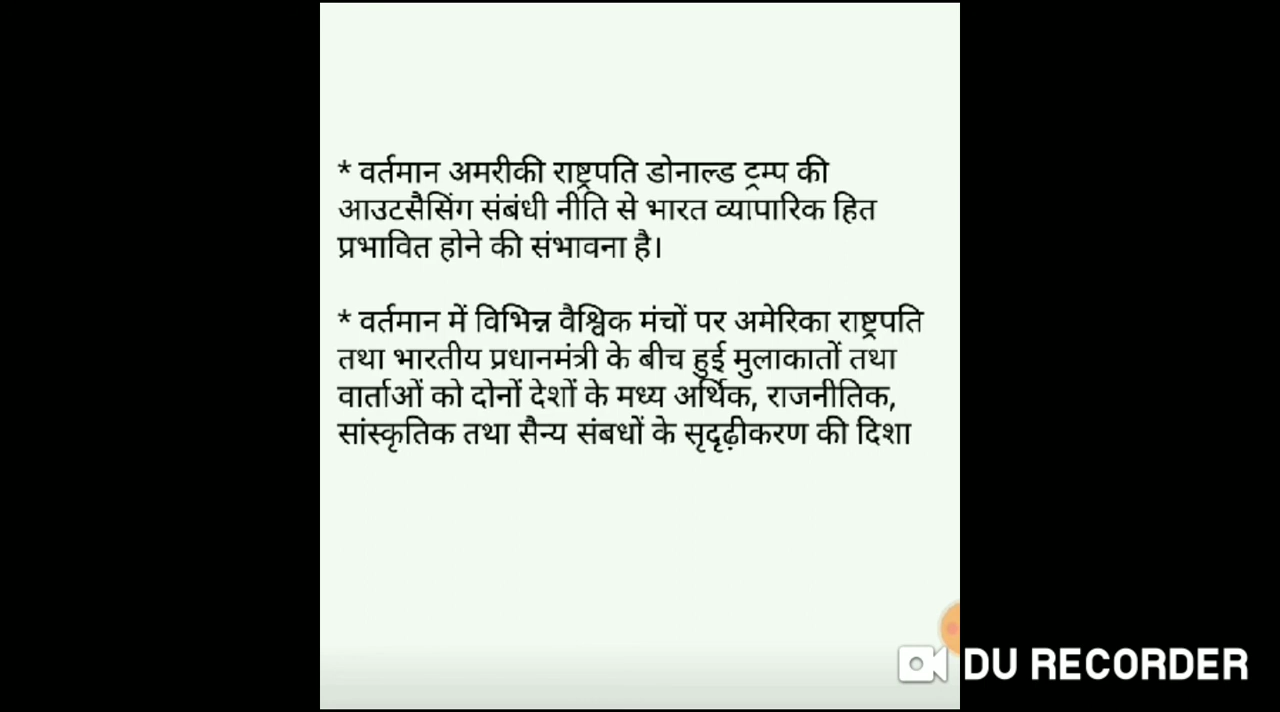 * वर्तमान अमरीकी राष्ट्रपति डोनाल्ड ट्रम्प की
आउटसैसिंग संबंधी नीति से भारत व्यापारिक हित
प्रभावित होने की संभावना है।
* वर्तमान में विभिन्न वैश्विक मंचों पर अमेरिका राष्ट्रपति
तथा भारतीय प्रधानमंत्री के बीच हुई मुलाकातों तथा
वार्ताओं को दोनों देशों के मध्य अर्थिक, राजनीतिक,
सांस्कृतिक तथा सैन्य संबधों के सृदृढ़ीकरण की दिशा
DU RECORDER